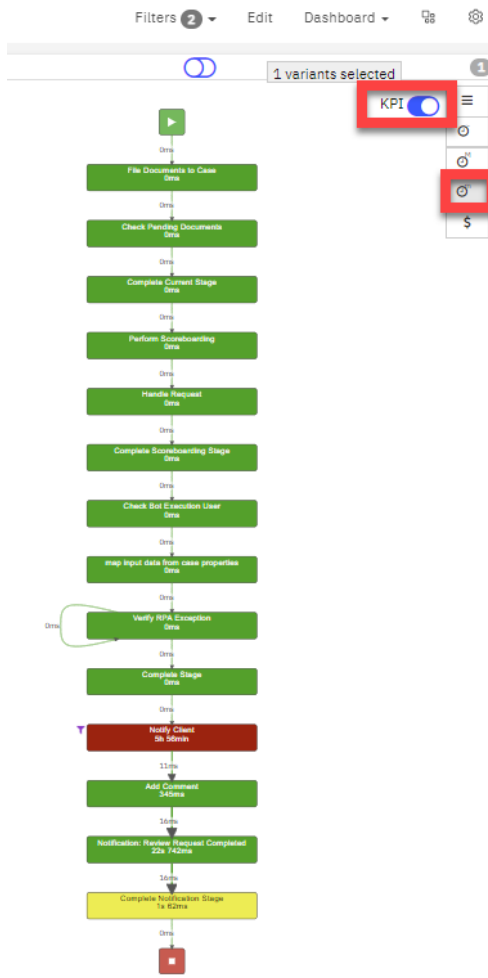 Filters 2 Edit Dashboard
1 variants selected 1
KPI
M
m
$
0ms
File Documents to Case
0ms
0ms
Check Pending Documents
0ms
0ms
Complete Current Stage
0ms
0ms
Perform Scoreboarding
0ms
0ms
Handle Request
0ms
0ms
Complete Scoreboarding Stage
0ms
0ms
Check Bot Execution User
0ms
0ms
map input data from case properties
0ms
0ms
Verify RPA Exception
0ms
0ms
0ms
Complete Stage
0ms
0ms
Notify Client
5h 56min
11ms
Add Comment
345ms
16ms
Notification: Review Request Completed
22s 742ms
16ms
Complete Notification Stage
1s 62ms
0ms